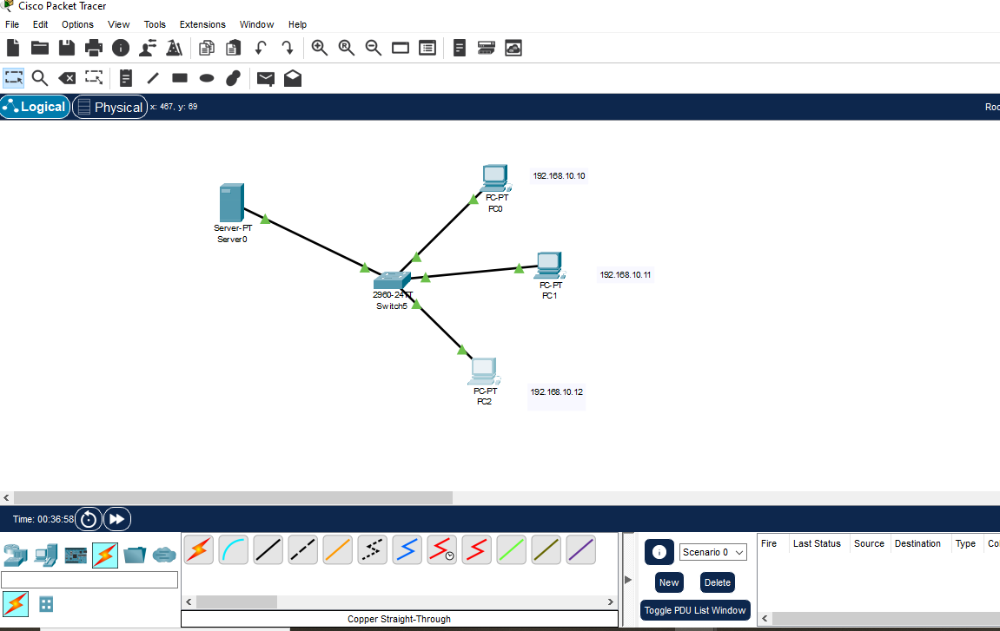 Cisco Packet Tracer
File Edit Options View Tools Extensions Window Help
Logical Physical x: 467, y: 69 Roo
PC-PT
PC0
192.168.10.10
Server-PT
Server0
PC-PT
PC1
192.168.10.11
2960-24TT
Switch5
PC-PT
PC2
192.168.10.12
Time: 00:36:58
Scenario 0
New Delete
Toggle PDU List Window
Fire Last Status Source Destination Type Co
Copper Straight-Through